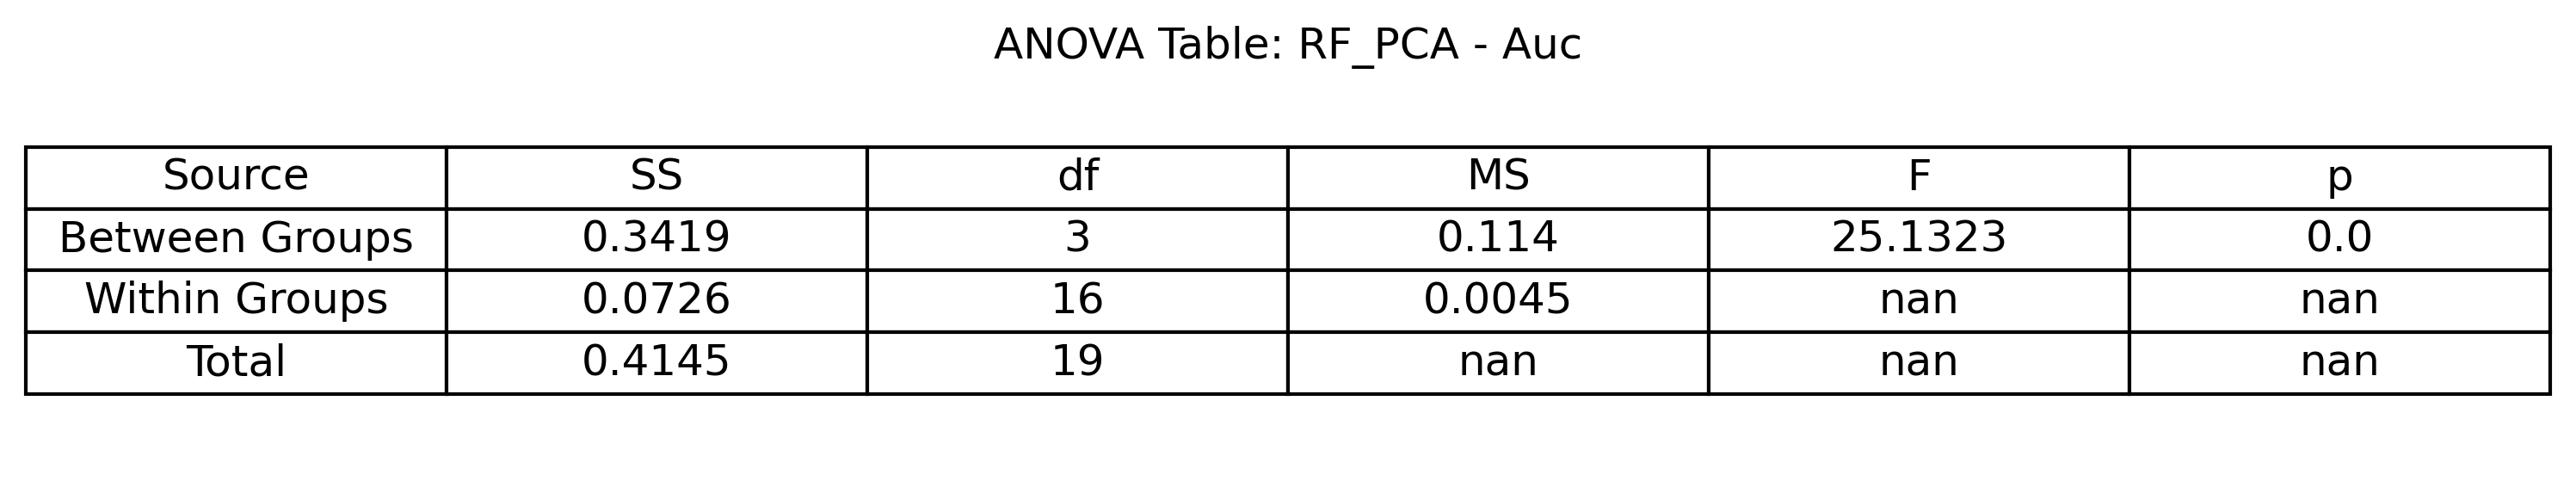 ANOVA Table: RF_PCA - Auc
Source SS df MS F p
Between Groups 0.3419 3 0.114 25.1323 0.0
Within Groups 0.0726 16 0.0045 nan nan
Total 0.4145 19 nan nan nan